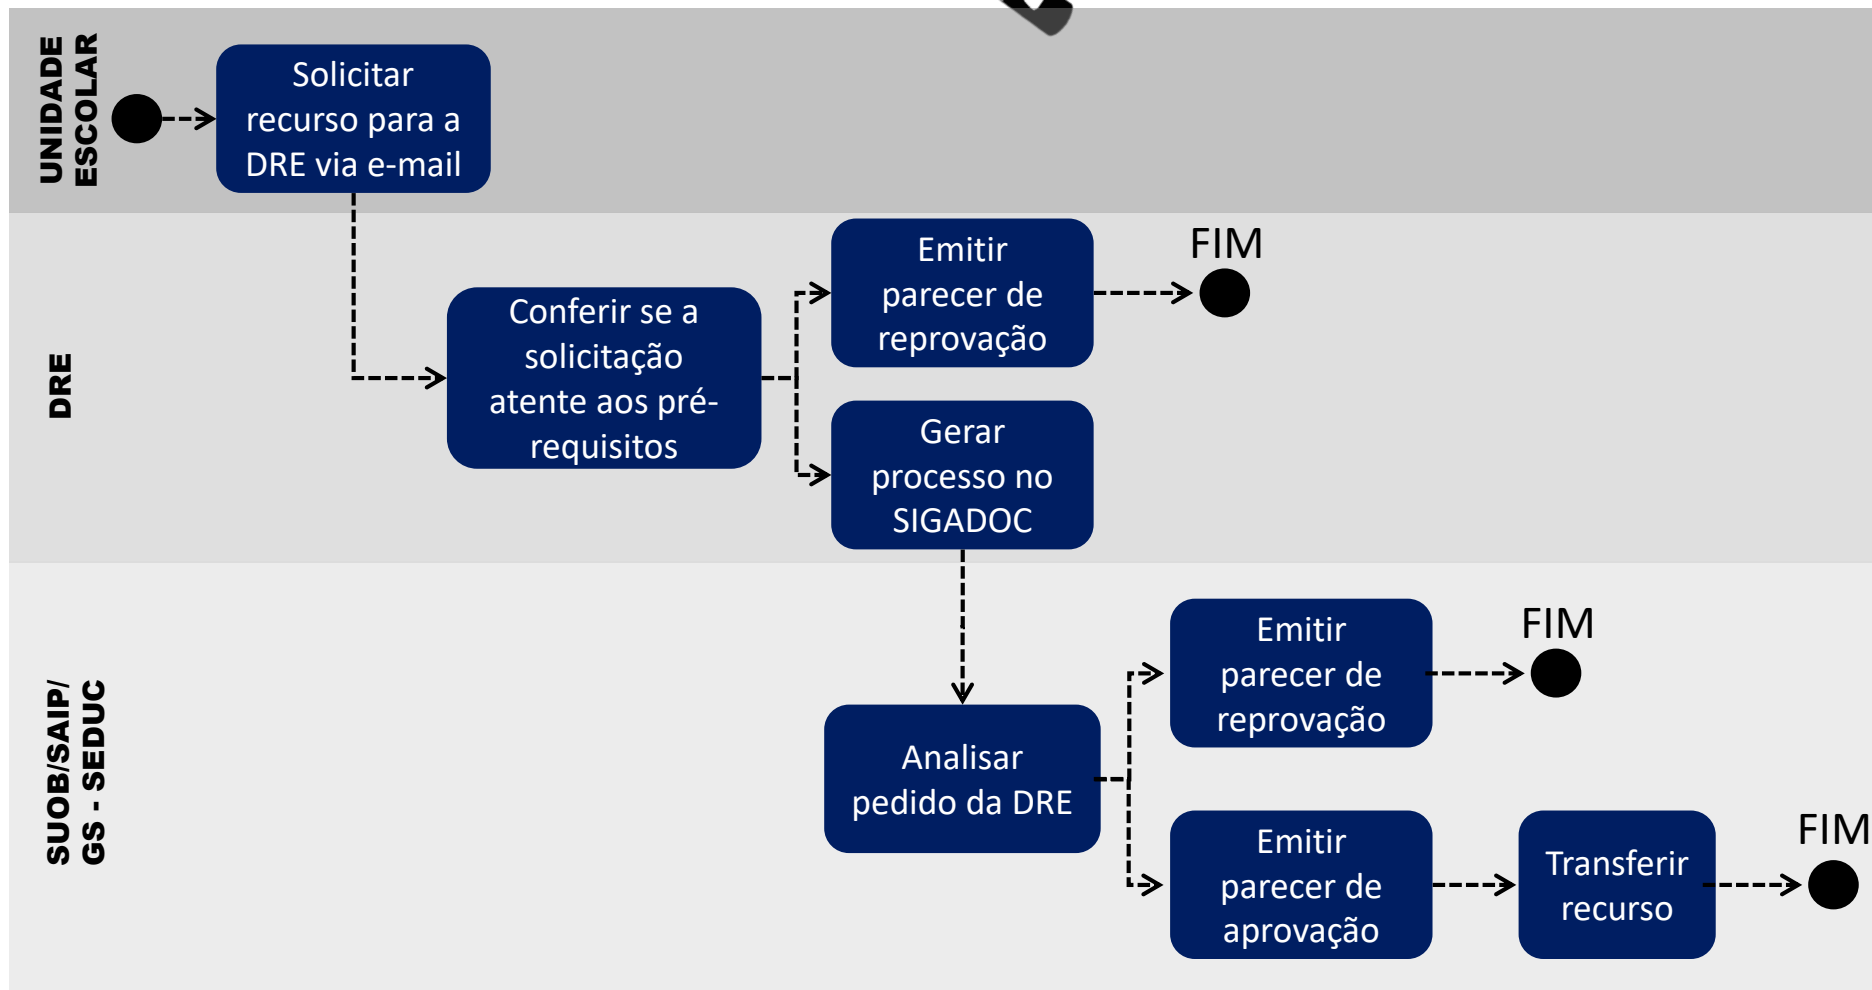 UNIDADE
ESCOLAR
Solicitar
recurso para a
DRE via e-mail
DRE
Conferir se a
solicitação
atente aos pré-
requisitos
Emitir
parecer de
reprovação
FIM
Gerar
processo no
SIGADOC
SUOB/SAIP/
GS - SEDUC
Analisar
pedido da DRE
Emitir
parecer de
reprovação
FIM
Emitir
parecer de
aprovação
Transferir
recurso
FIM